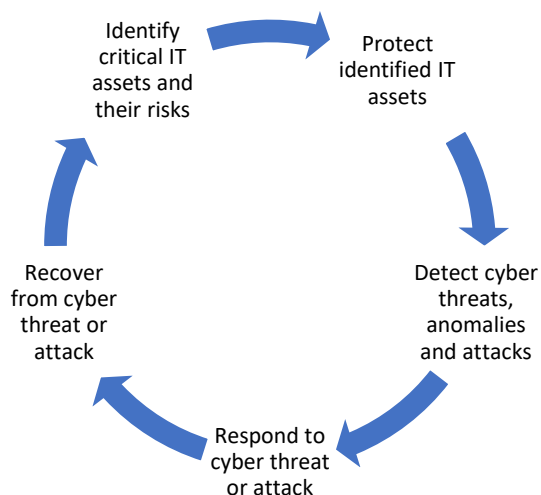 Identify
critical IT
assets and
their risks
Protect
identified IT
assets
Detect cyber
threats,
anomalies
and attacks
Respond to
cyber threat
or attack
Recover
from cyber
threat or
attack